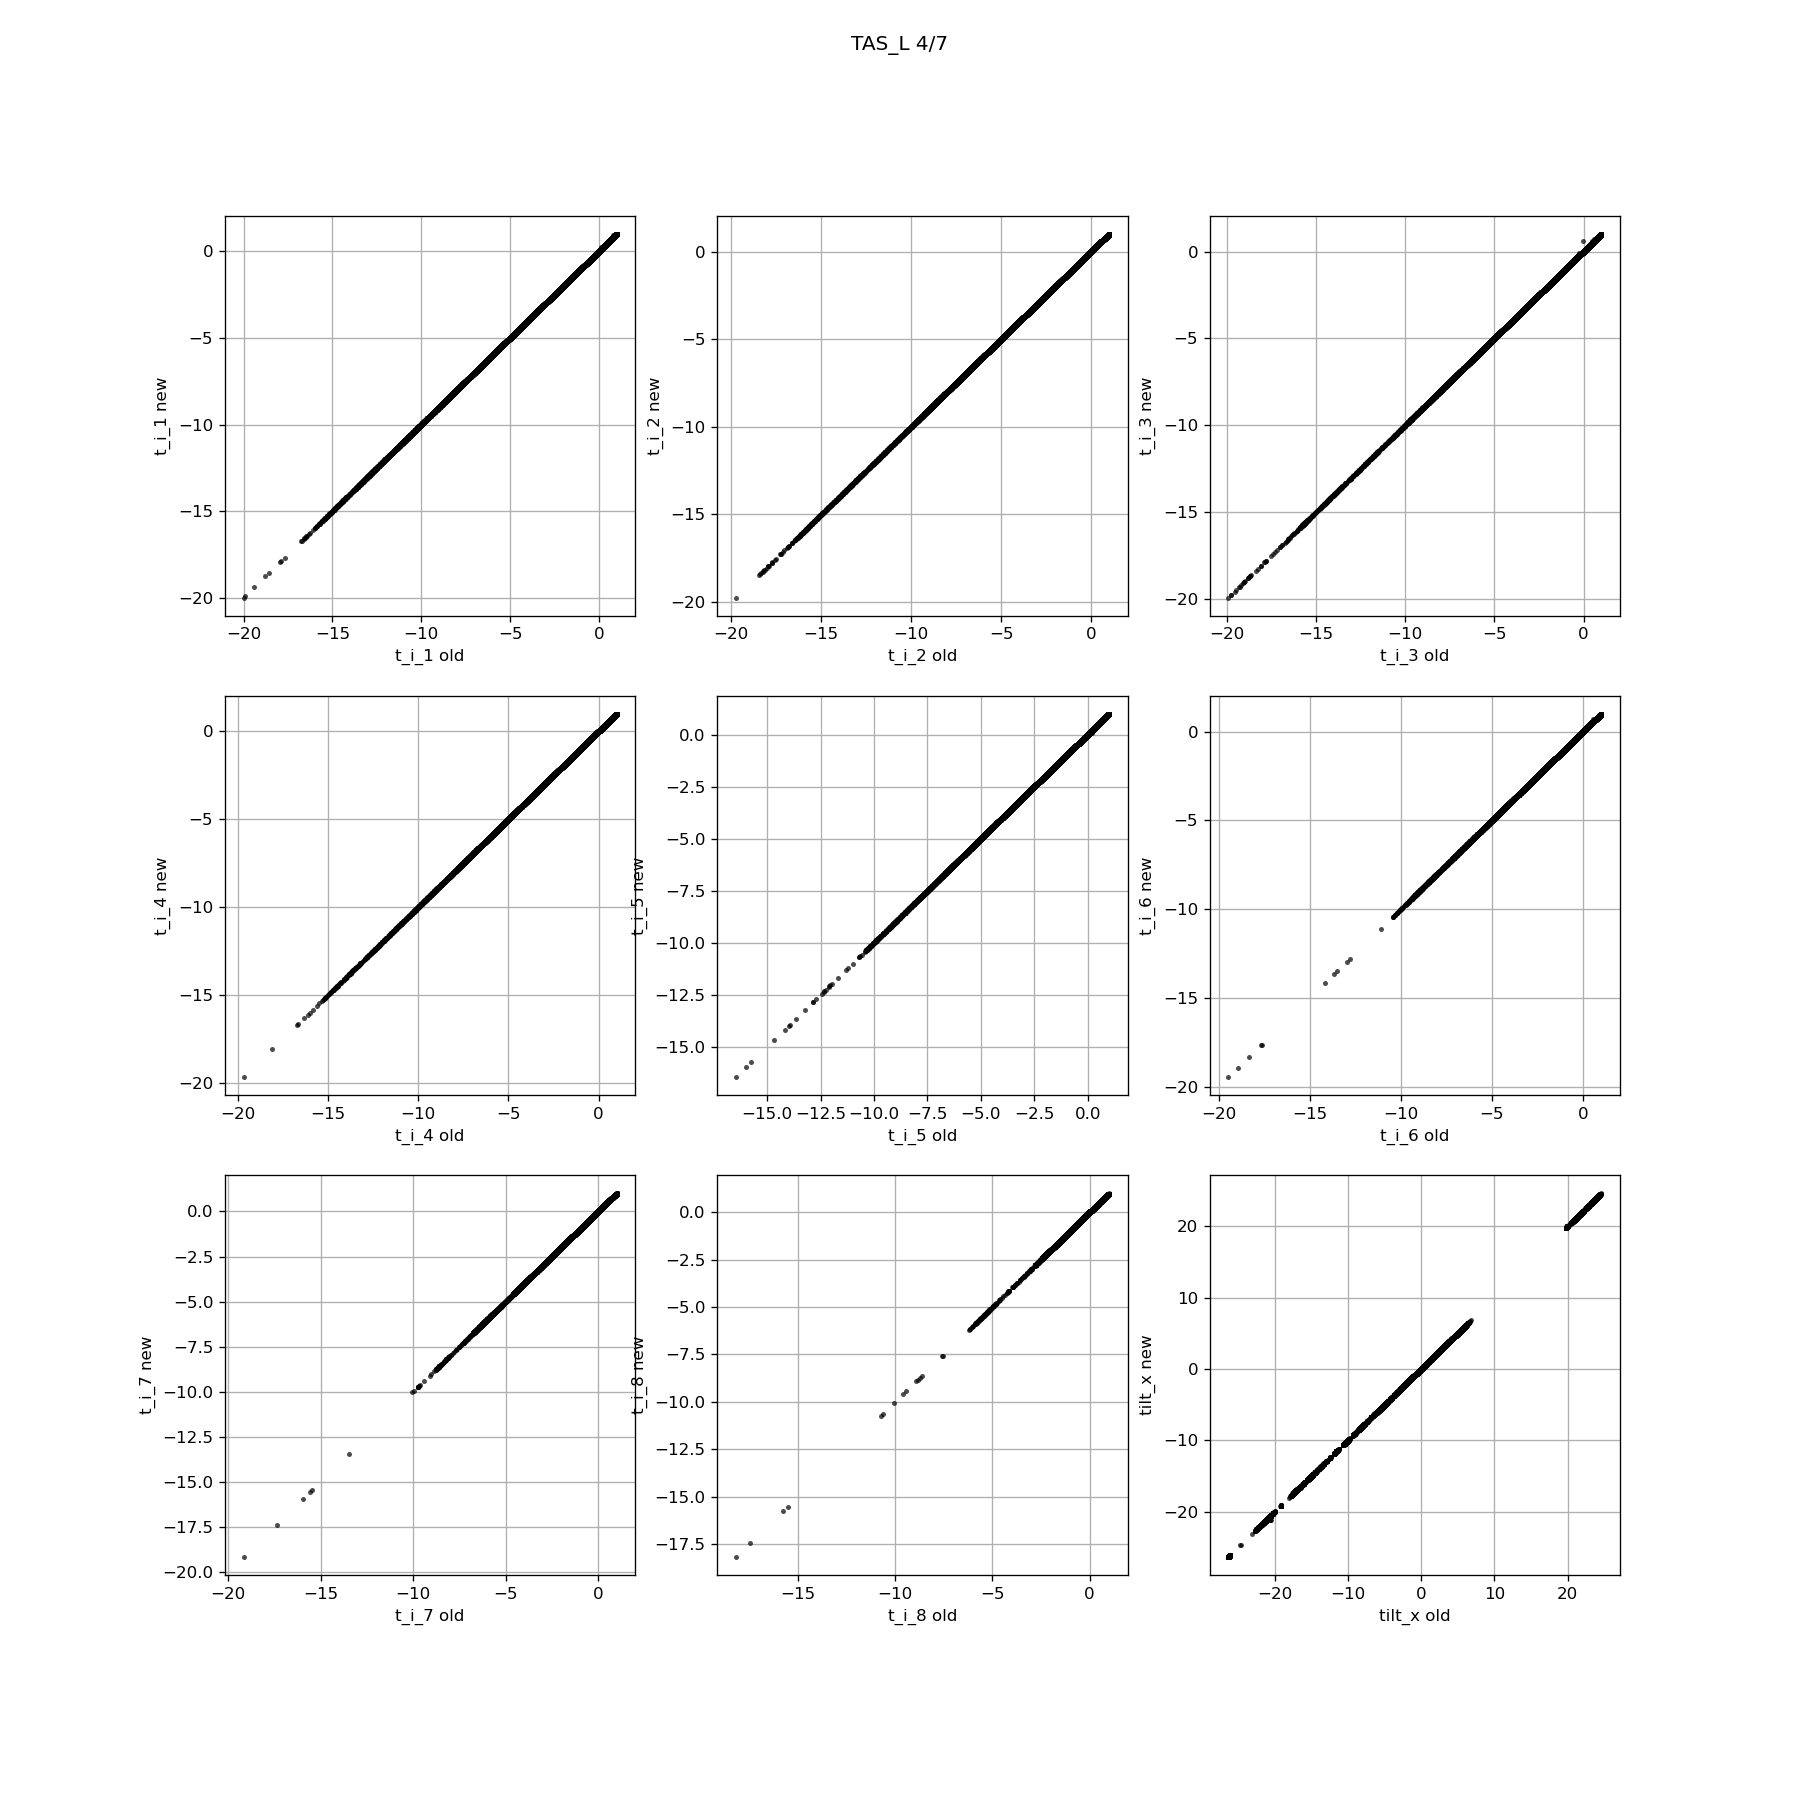 TAS_L 4/7
0
−5
−10
−15
−20
t_i_1 new
−20 −15 −10 −5 0
t_i_1 old
0
−5
−10
−15
−20
t_i_2 new
−20 −15 −10 −5 0
t_i_2 old
0
−5
−10
−15
−20
t_i_3 new
−20 −15 −10 −5 0
t_i_3 old
0
−5
−10
−15
−20
t_i_4 new
−20 −15 −10 −5 0
t_i_4 old
0.0
−2.5
−5.0
−7.5
−10.0
−12.5
−15.0
t_i_5 new
−15.0 −12.5 −10.0 −7.5 −5.0 −2.5 0.0
t_i_5 old
0
−5
−10
−15
−20
t_i_6 new
−20 −15 −10 −5 0
t_i_6 old
0.0
−2.5
−5.0
−7.5
−10.0
−12.5
−15.0
−17.5
−20.0
t_i_7 new
−20 −15 −10 −5 0
t_i_7 old
0.0
−2.5
−5.0
−7.5
−10.0
−12.5
−15.0
−17.5
t_i_8 new
−15 −10 −5 0
t_i_8 old
20
10
0
−10
−20
tilt_x new
−20 −10 0 10 20
tilt_x old